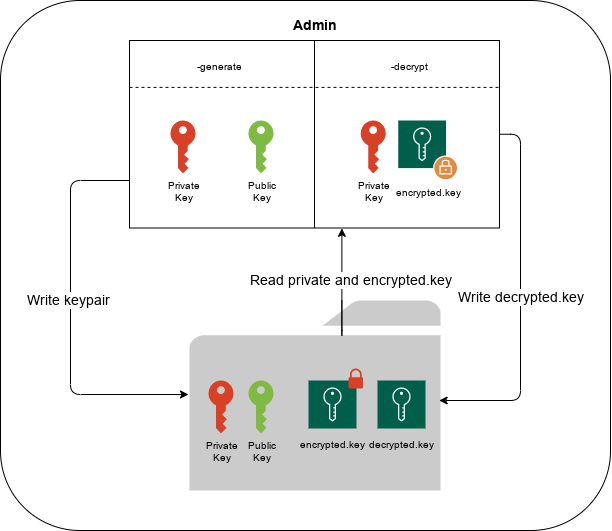 Admin
-generate
-decrypt
Private
Key
Public
Key
Private
Key
encrypted.key
Read private and encrypted.key
Write keypair
Write decrypted.key
Private
Key
Public
Key
encrypted.key
decrypted.key